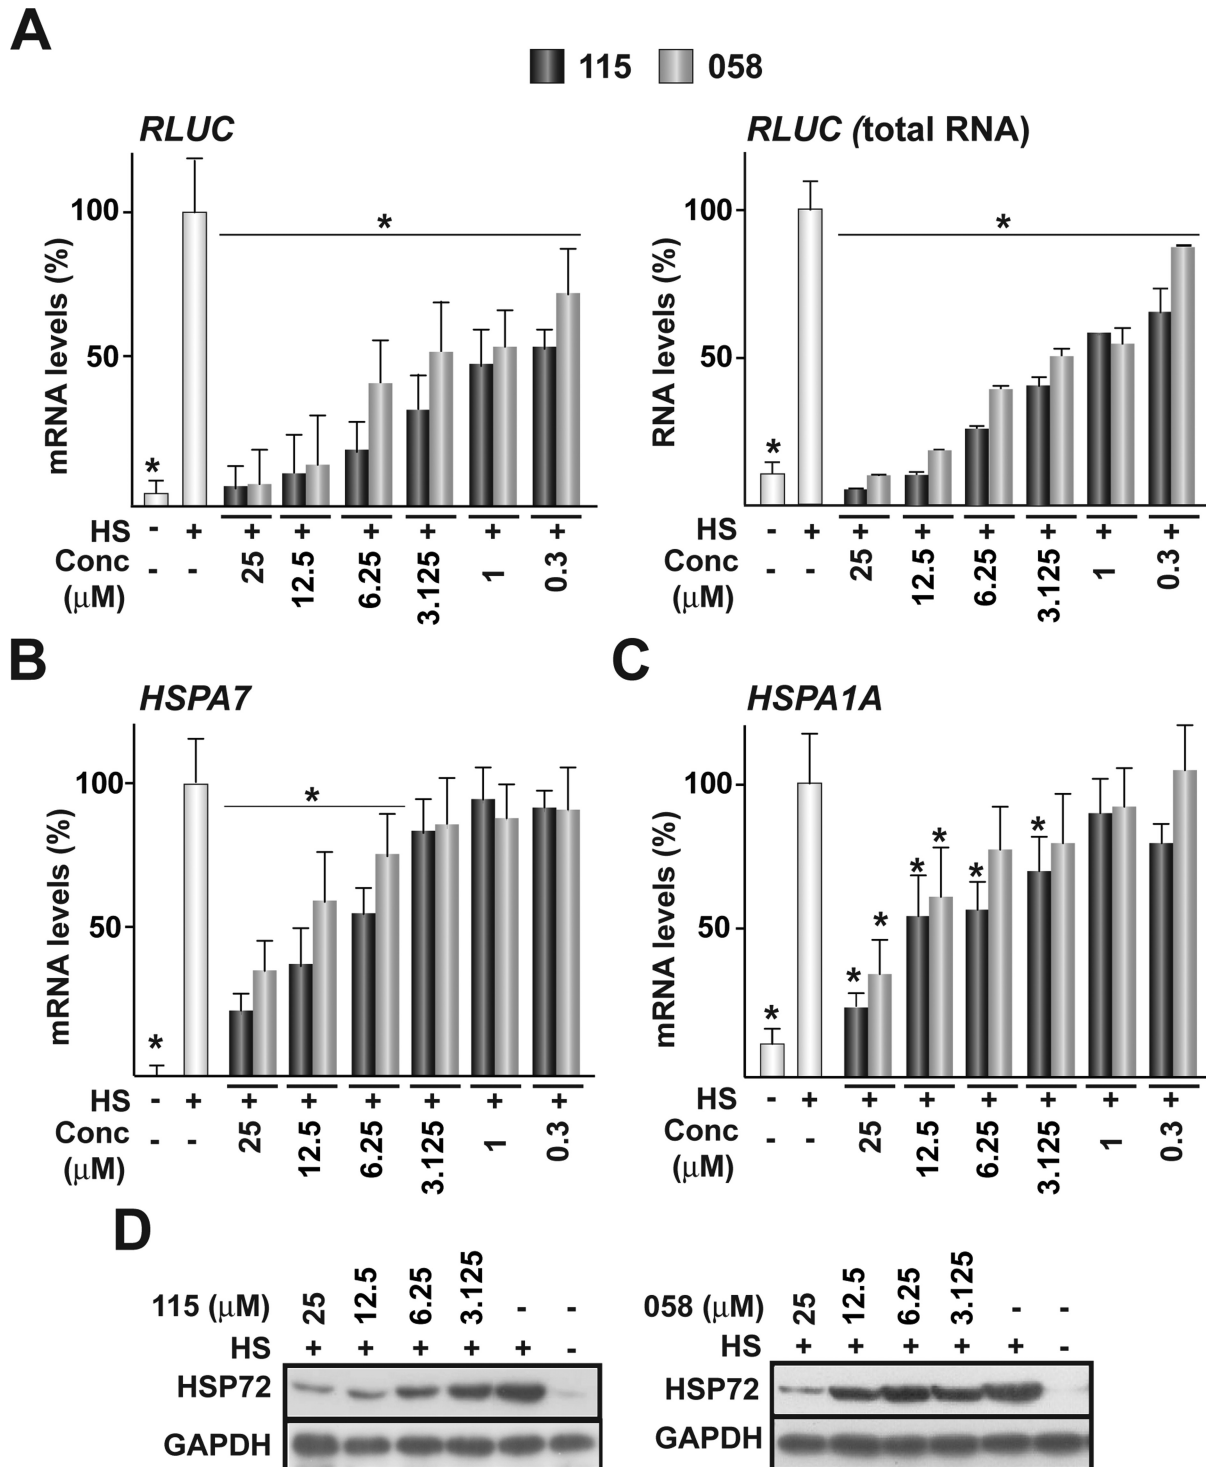 A
115 058
RLUC
mRNA levels (%)
100
50
*
*
HS - + + + + + + +
Conc (μM) - - 25 12.5 6.25 3.125 1 0.3
RLUC (total RNA)
RNA levels (%)
100
50
*
*
HS - + + + + + + +
Conc (μM) - - 25 12.5 6.25 3.125 1 0.3
B
HSPA7
mRNA levels (%)
100
50
*
*
HS - + + + + + + +
Conc (μM) - - 25 12.5 6.25 3.125 1 0.3
C
HSPA1A
mRNA levels (%)
100
50
* * * * * * *
HS - + + + + + + +
Conc (μM) - - 25 12.5 6.25 3.125 1 0.3
D
115 (μM) 25 12.5 6.25 3.125 - -
HS + + + + + -
HSP72
GAPDH
058 (μM) 25 12.5 6.25 3.125 - -
HS + + + + + -
HSP72
GAPDH